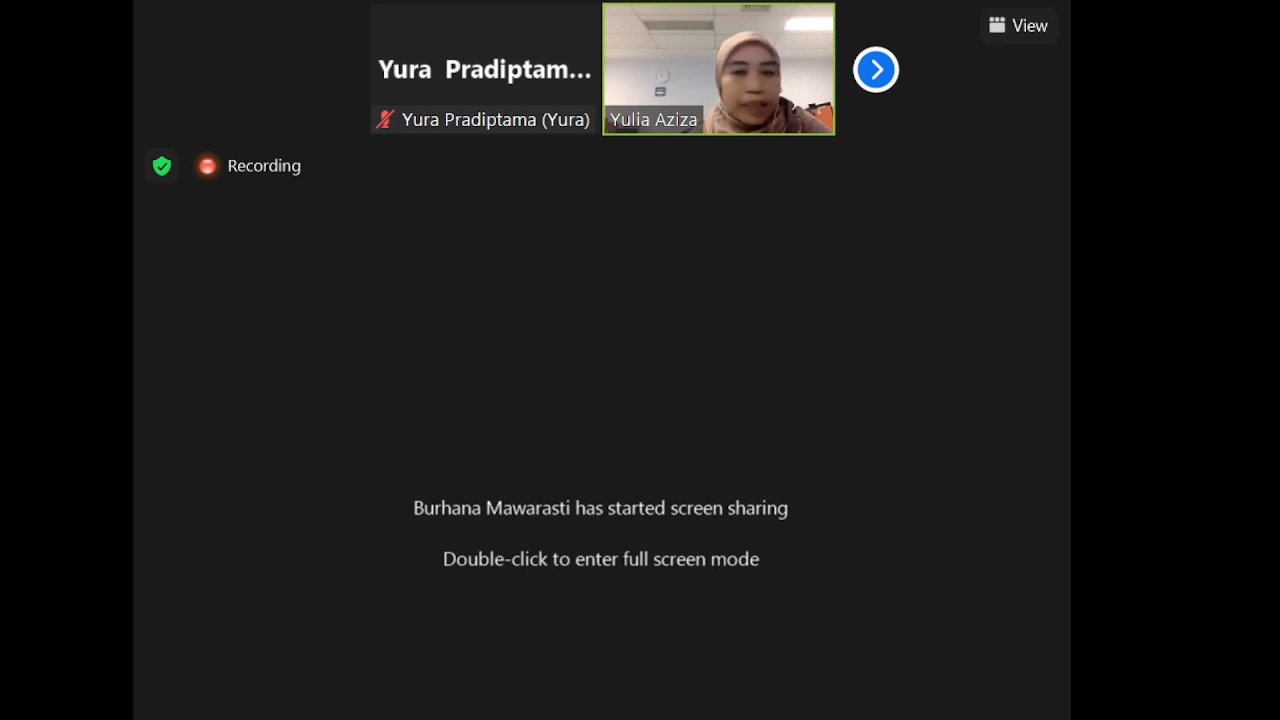 View
Yura Pradiptam...
Yura Pradiptama (Yura)
Yulia Aziza
Recording
Burhana Mawarasti has started screen sharing
Double-click to enter full screen mode